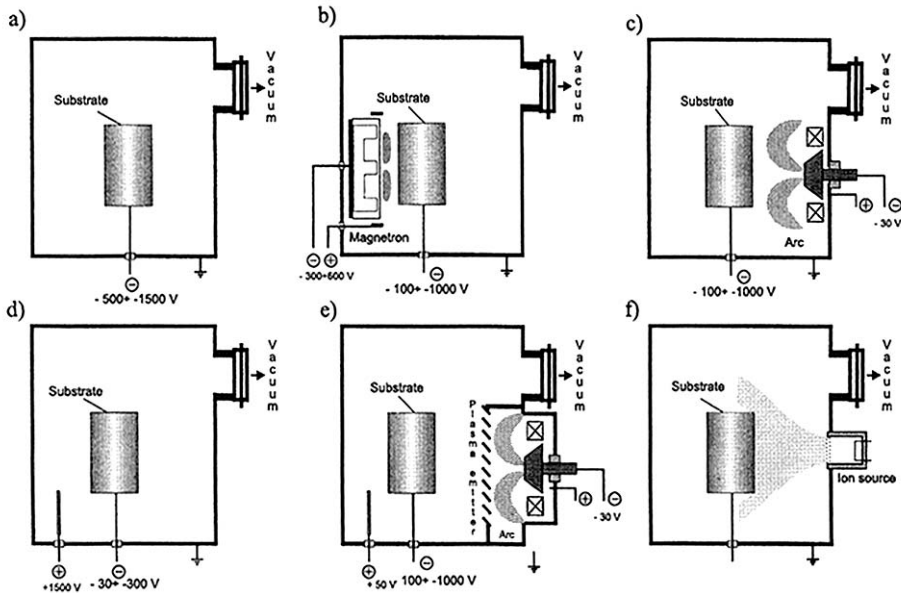 a)
Vacuum
Substrate
⊖
- 500÷ -1500 V
b)
Vacuum
Substrate
Magnetron
⊖ ⊕
- 300÷600 V
⊖
- 100÷ -1000 V
c)
Vacuum
Substrate
Arc
⊕ ⊖
- 30V
⊖
- 100÷ -1000 V
d)
Vacuum
Substrate
⊕ ⊖
+1500 V - 30÷ -300 V
e)
Vacuum
Substrate
Plasma emitter
Arc
⊕ ⊖
- 30 V
⊕ ⊖
+ 50 V 100÷ -1000 V
f)
Vacuum
Substrate
Ion source